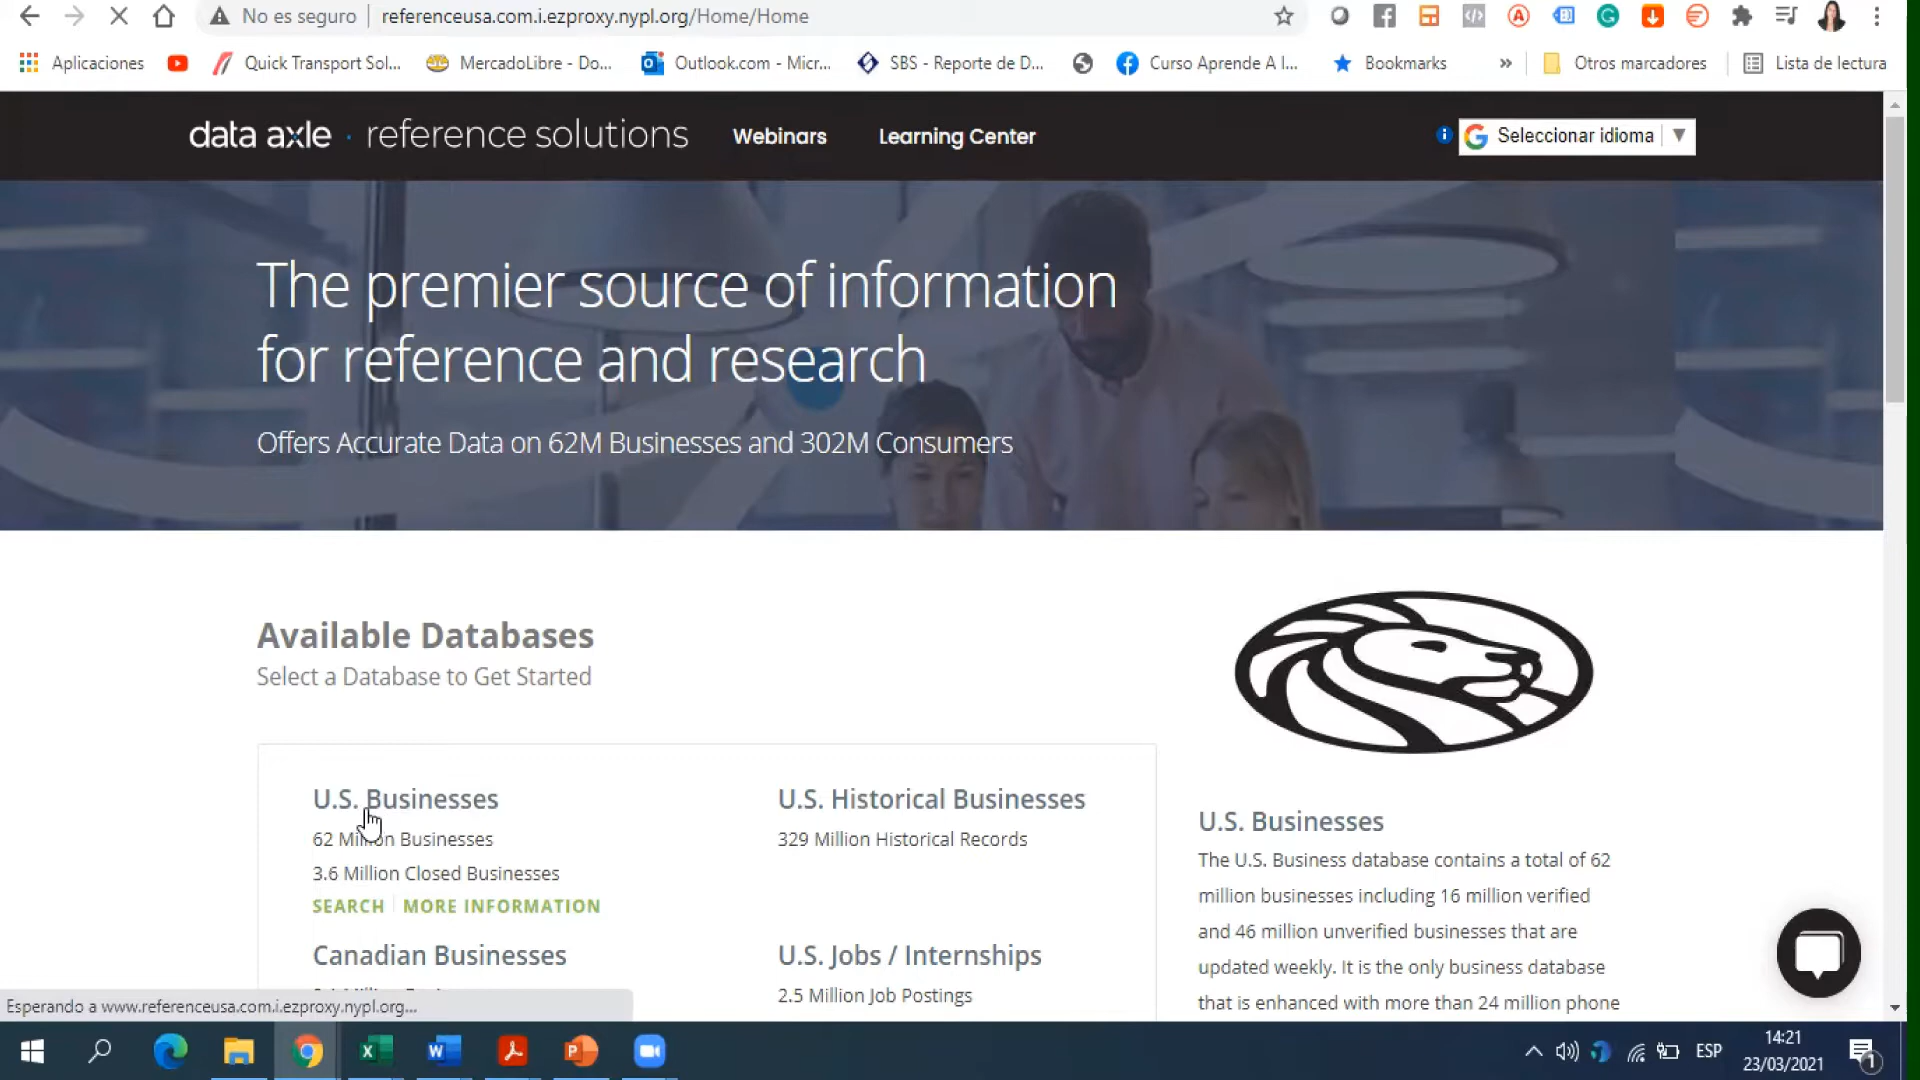 No es seguro referenceusa.com.i.ezproxy.nypl.org/Home/Home
Aplicaciones Quick Transport Sol... MercadoLibre - Do... Outlook.com - Micr... SBS - Reporte de D... Curso Aprende A I... Bookmarks » Otros marcadores Lista de lectura
data axle · reference solutions Webinars Learning Center Seleccionar idioma
The premier source of information
for reference and research
Offers Accurate Data on 62M Businesses and 302M Consumers
Available Databases
Select a Database to Get Started
U.S. Businesses
62 Million Businesses
3.6 Million Closed Businesses
SEARCH MORE INFORMATION
U.S. Historical Businesses
329 Million Historical Records
Canadian Businesses
U.S. Jobs / Internships
2.5 Million Job Postings
U.S. Businesses
The U.S. Business database contains a total of 62
million businesses including 16 million verified
and 46 million unverified businesses that are
updated weekly. It is the only business database
that is enhanced with more than 24 million phone
Esperando a www.referenceusa.com.i.ezproxy.nypl.org...
ESP
14:21
23/03/2021
1